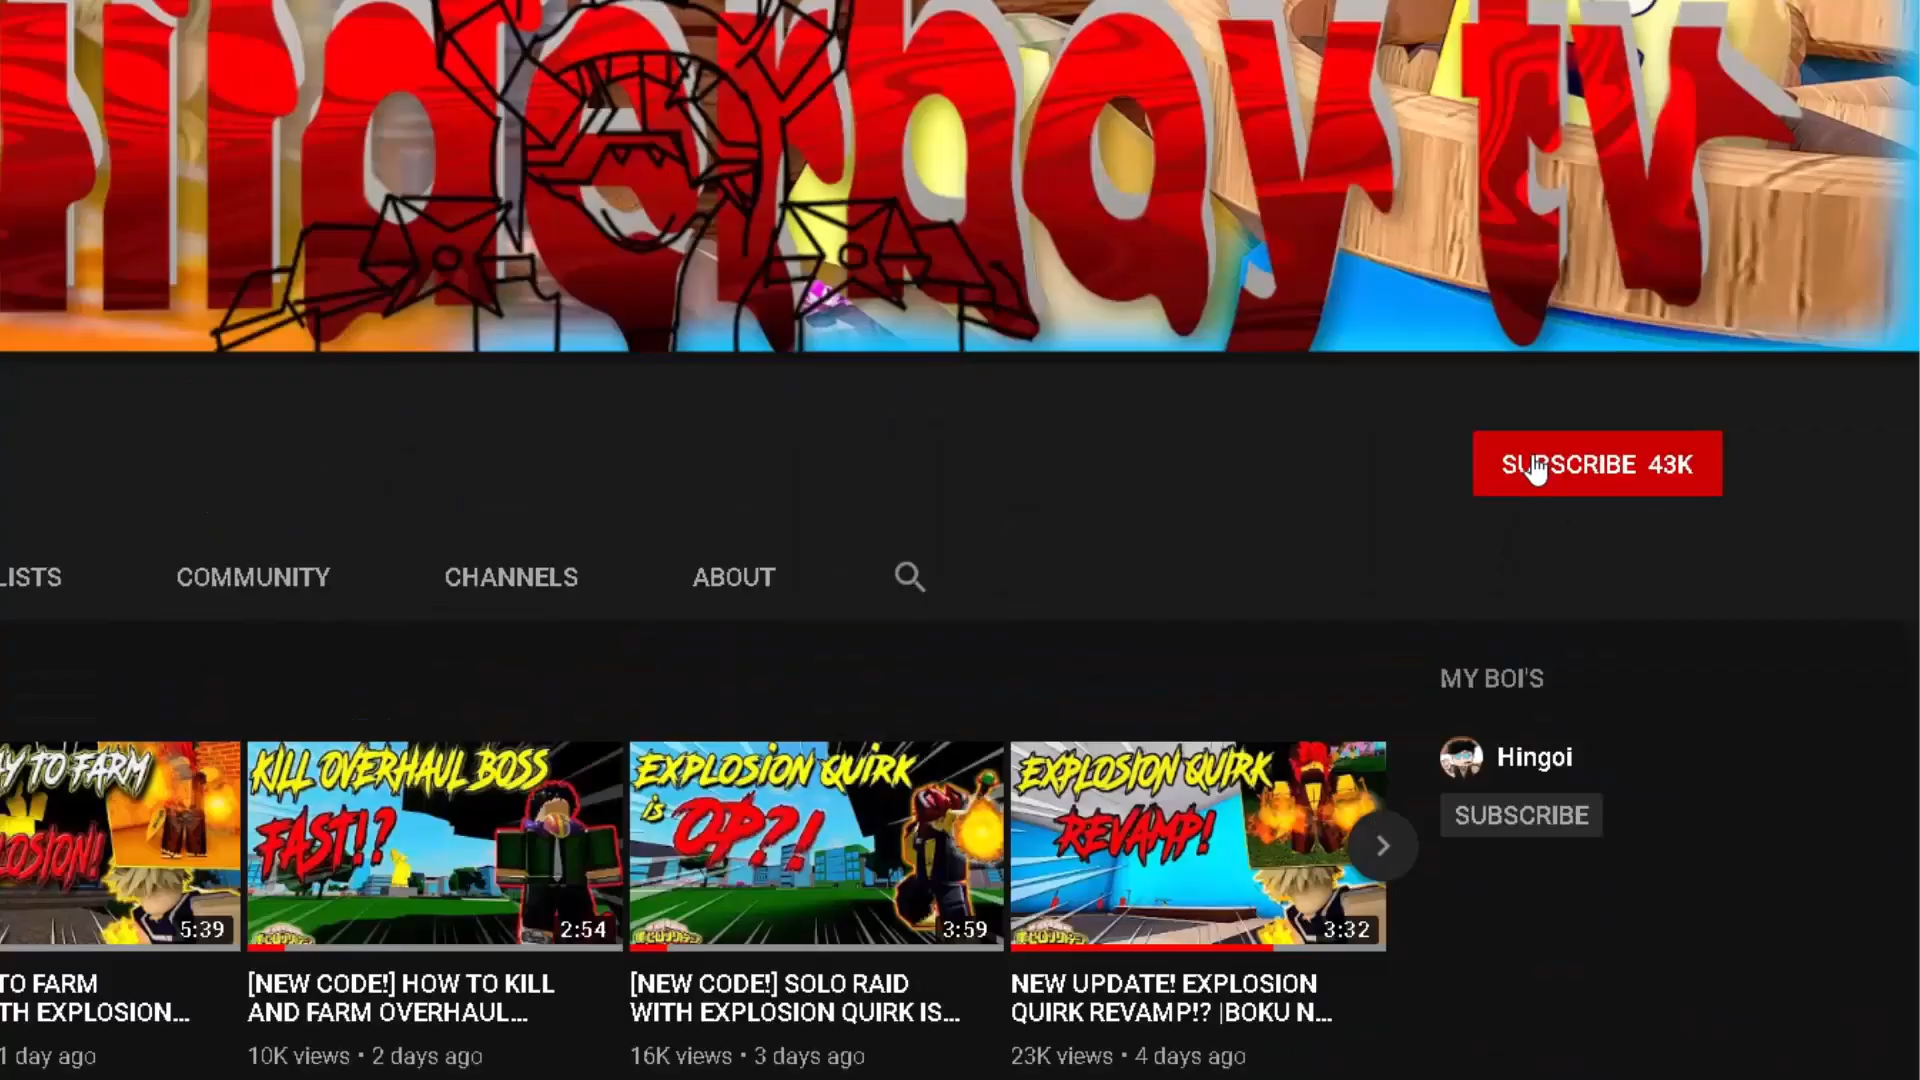 tv
SUBSCRIBE 43K
LISTS COMMUNITY CHANNELS ABOUT
MY BOI'S
Hingoi
SUBSCRIBE
Y TO FARM
LOSION!
5:39
KILL OVERHAUL BOSS
FAST!?
2:54
EXPLOSION QUIRK
is OP?!
3:59
EXPLOSION QUIRK
REVAMP!
3:32
TO FARM
TH EXPLOSION...
1 day ago
[NEW CODE!] HOW TO KILL
AND FARM OVERHAUL...
10K views • 2 days ago
[NEW CODE!] SOLO RAID
WITH EXPLOSION QUIRK IS...
16K views • 3 days ago
NEW UPDATE! EXPLOSION
QUIRK REVAMP!? |BOKU N...
23K views • 4 days ago